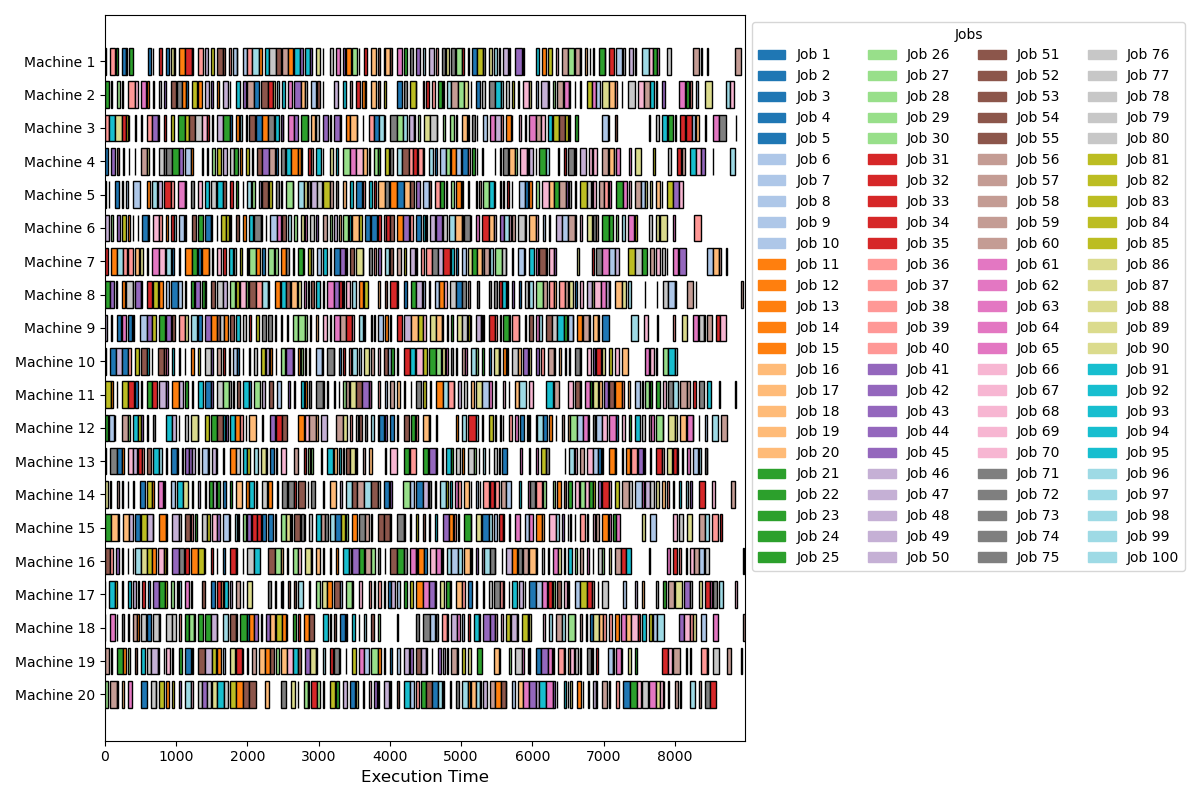 Machine 1
Machine 2
Machine 3
Machine 4
Machine 5
Machine 6
Machine 7
Machine 8
Machine 9
Machine 10
Machine 11
Machine 12
Machine 13
Machine 14
Machine 15
Machine 16
Machine 17
Machine 18
Machine 19
Machine 20
0 1000 2000 3000 4000 5000 6000 7000 8000
Execution Time
Jobs
Job 1 Job 26 Job 51 Job 76
Job 2 Job 27 Job 52 Job 77
Job 3 Job 28 Job 53 Job 78
Job 4 Job 29 Job 54 Job 79
Job 5 Job 30 Job 55 Job 80
Job 6 Job 31 Job 56 Job 81
Job 7 Job 32 Job 57 Job 82
Job 8 Job 33 Job 58 Job 83
Job 9 Job 34 Job 59 Job 84
Job 10 Job 35 Job 60 Job 85
Job 11 Job 36 Job 61 Job 86
Job 12 Job 37 Job 62 Job 87
Job 13 Job 38 Job 63 Job 88
Job 14 Job 39 Job 64 Job 89
Job 15 Job 40 Job 65 Job 90
Job 16 Job 41 Job 66 Job 91
Job 17 Job 42 Job 67 Job 92
Job 18 Job 43 Job 68 Job 93
Job 19 Job 44 Job 69 Job 94
Job 20 Job 45 Job 70 Job 95
Job 21 Job 46 Job 71 Job 96
Job 22 Job 47 Job 72 Job 97
Job 23 Job 48 Job 73 Job 98
Job 24 Job 49 Job 74 Job 99
Job 25 Job 50 Job 75 Job 100